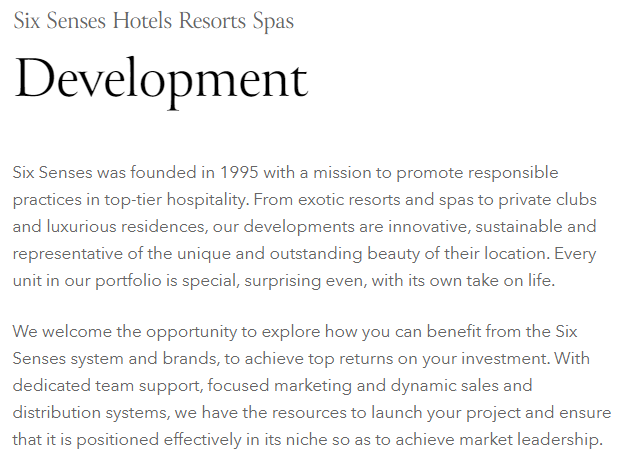 Six Senses Hotels Resorts Spas
Development
Six Senses was founded in 1995 with a mission to promote responsible
practices in top-tier hospitality. From exotic resorts and spas to private clubs
and luxurious residences, our developments are innovative, sustainable and
representative of the unique and outstanding beauty of their location. Every
unit in our portfolio is special, surprising even, with its own take on life.
We welcome the opportunity to explore how you can benefit from the Six
Senses system and brands, to achieve top returns on your investment. With
dedicated team support, focused marketing and dynamic sales and
distribution systems, we have the resources to launch your project and ensure
that it is positioned effectively in its niche so as to achieve market leadership.